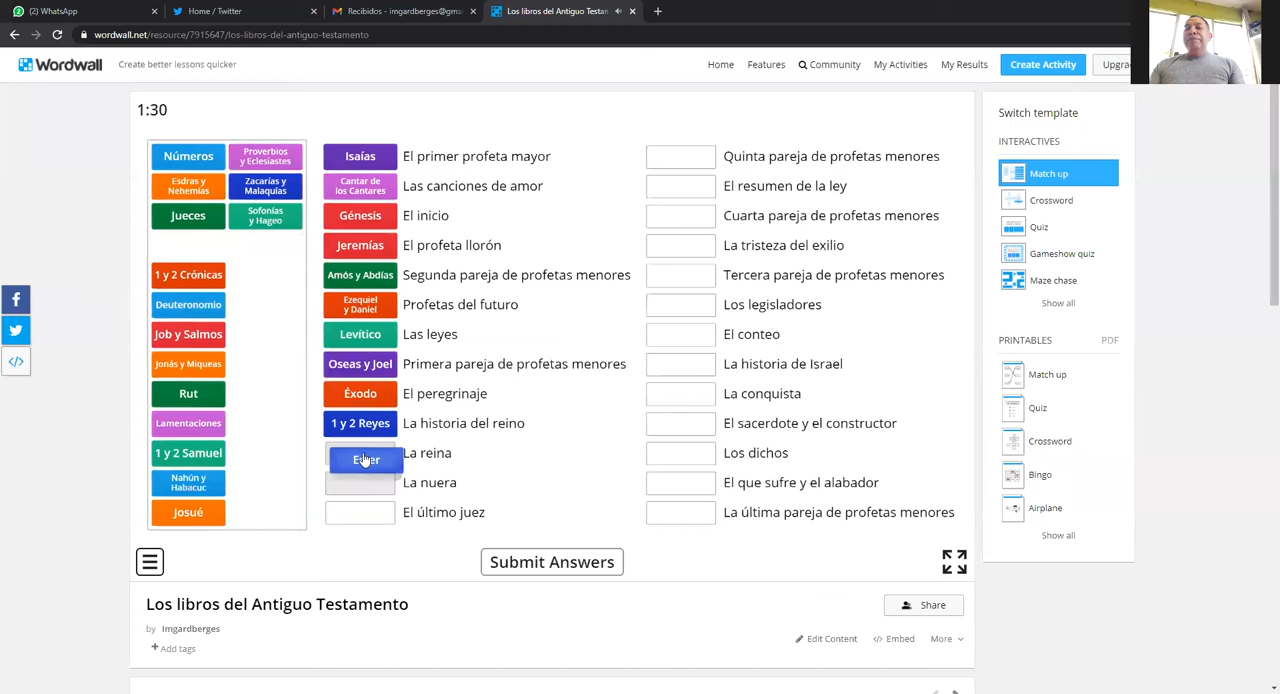 (2) WhatsApp
Home / Twitter
Recibidos - imgardberges@gma
Los libros del Antiguo Testam
wordwall.net/resource/7915647/los-libros-del-antiguo-testamento
Wordwall
Create better lessons quicker
Home
Features
Community
My Activities
My Results
Create Activity
Upgra
1:30
Números
Proverbios
y Eclesiastes
Esdras y
Nehemías
Zacarías y
Malaquías
Jueces
Sofonías
y Hageo
1 y 2 Crónicas
Deuteronomio
Job y Salmos
Jonás y Miqueas
Rut
Lamentaciones
1 y 2 Samuel
Nahún y
Habacuc
Josué
Isaías El primer profeta mayor
Cantar de
los Cantares
Las canciones de amor
Génesis El inicio
Jeremías El profeta llorón
Amós y Abdías Segunda pareja de profetas menores
Ezequiel
y Daniel
Profetas del futuro
Levítico Las leyes
Oseas y Joel Primera pareja de profetas menores
Éxodo El peregrinaje
1 y 2 Reyes La historia del reino
Ester La reina
La nuera
El último juez
Quinta pareja de profetas menores
El resumen de la ley
Cuarta pareja de profetas menores
La tristeza del exilio
Tercera pareja de profetas menores
Los legisladores
El conteo
La historia de Israel
La conquista
El sacerdote y el constructor
Los dichos
El que sufre y el alabador
La última pareja de profetas menores
Submit Answers
Switch template
INTERACTIVES
Match up
Crossword
Quiz
Gameshow quiz
Maze chase
Show all
PRINTABLES
PDF
Match up
Quiz
Crossword
Bingo
Airplane
Show all
Los libros del Antiguo Testamento
Share
by Imgardberges
Add tags
Edit Content
Embed
More